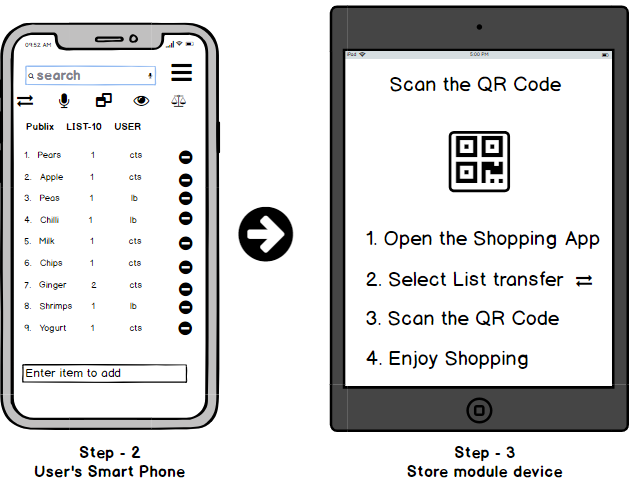 09:52 AM
search
Publix LIST-10 USER
1. Pears 1 cts
2. Apple 1 cts
3. Peas 1 lb
4. Chilli 1 lb
5. Milk 1 cts
6. Chips 1 cts
7. Ginger 2 cts
8. Shrimps 1 lb
9. Yogurt 1 cts
Enter item to add
Step - 2
User's Smart Phone
iPad 5:00 PM
Scan the QR Code
1. Open the Shopping App
2. Select List transfer
3. Scan the QR Code
4. Enjoy Shopping
Step - 3
Store module device